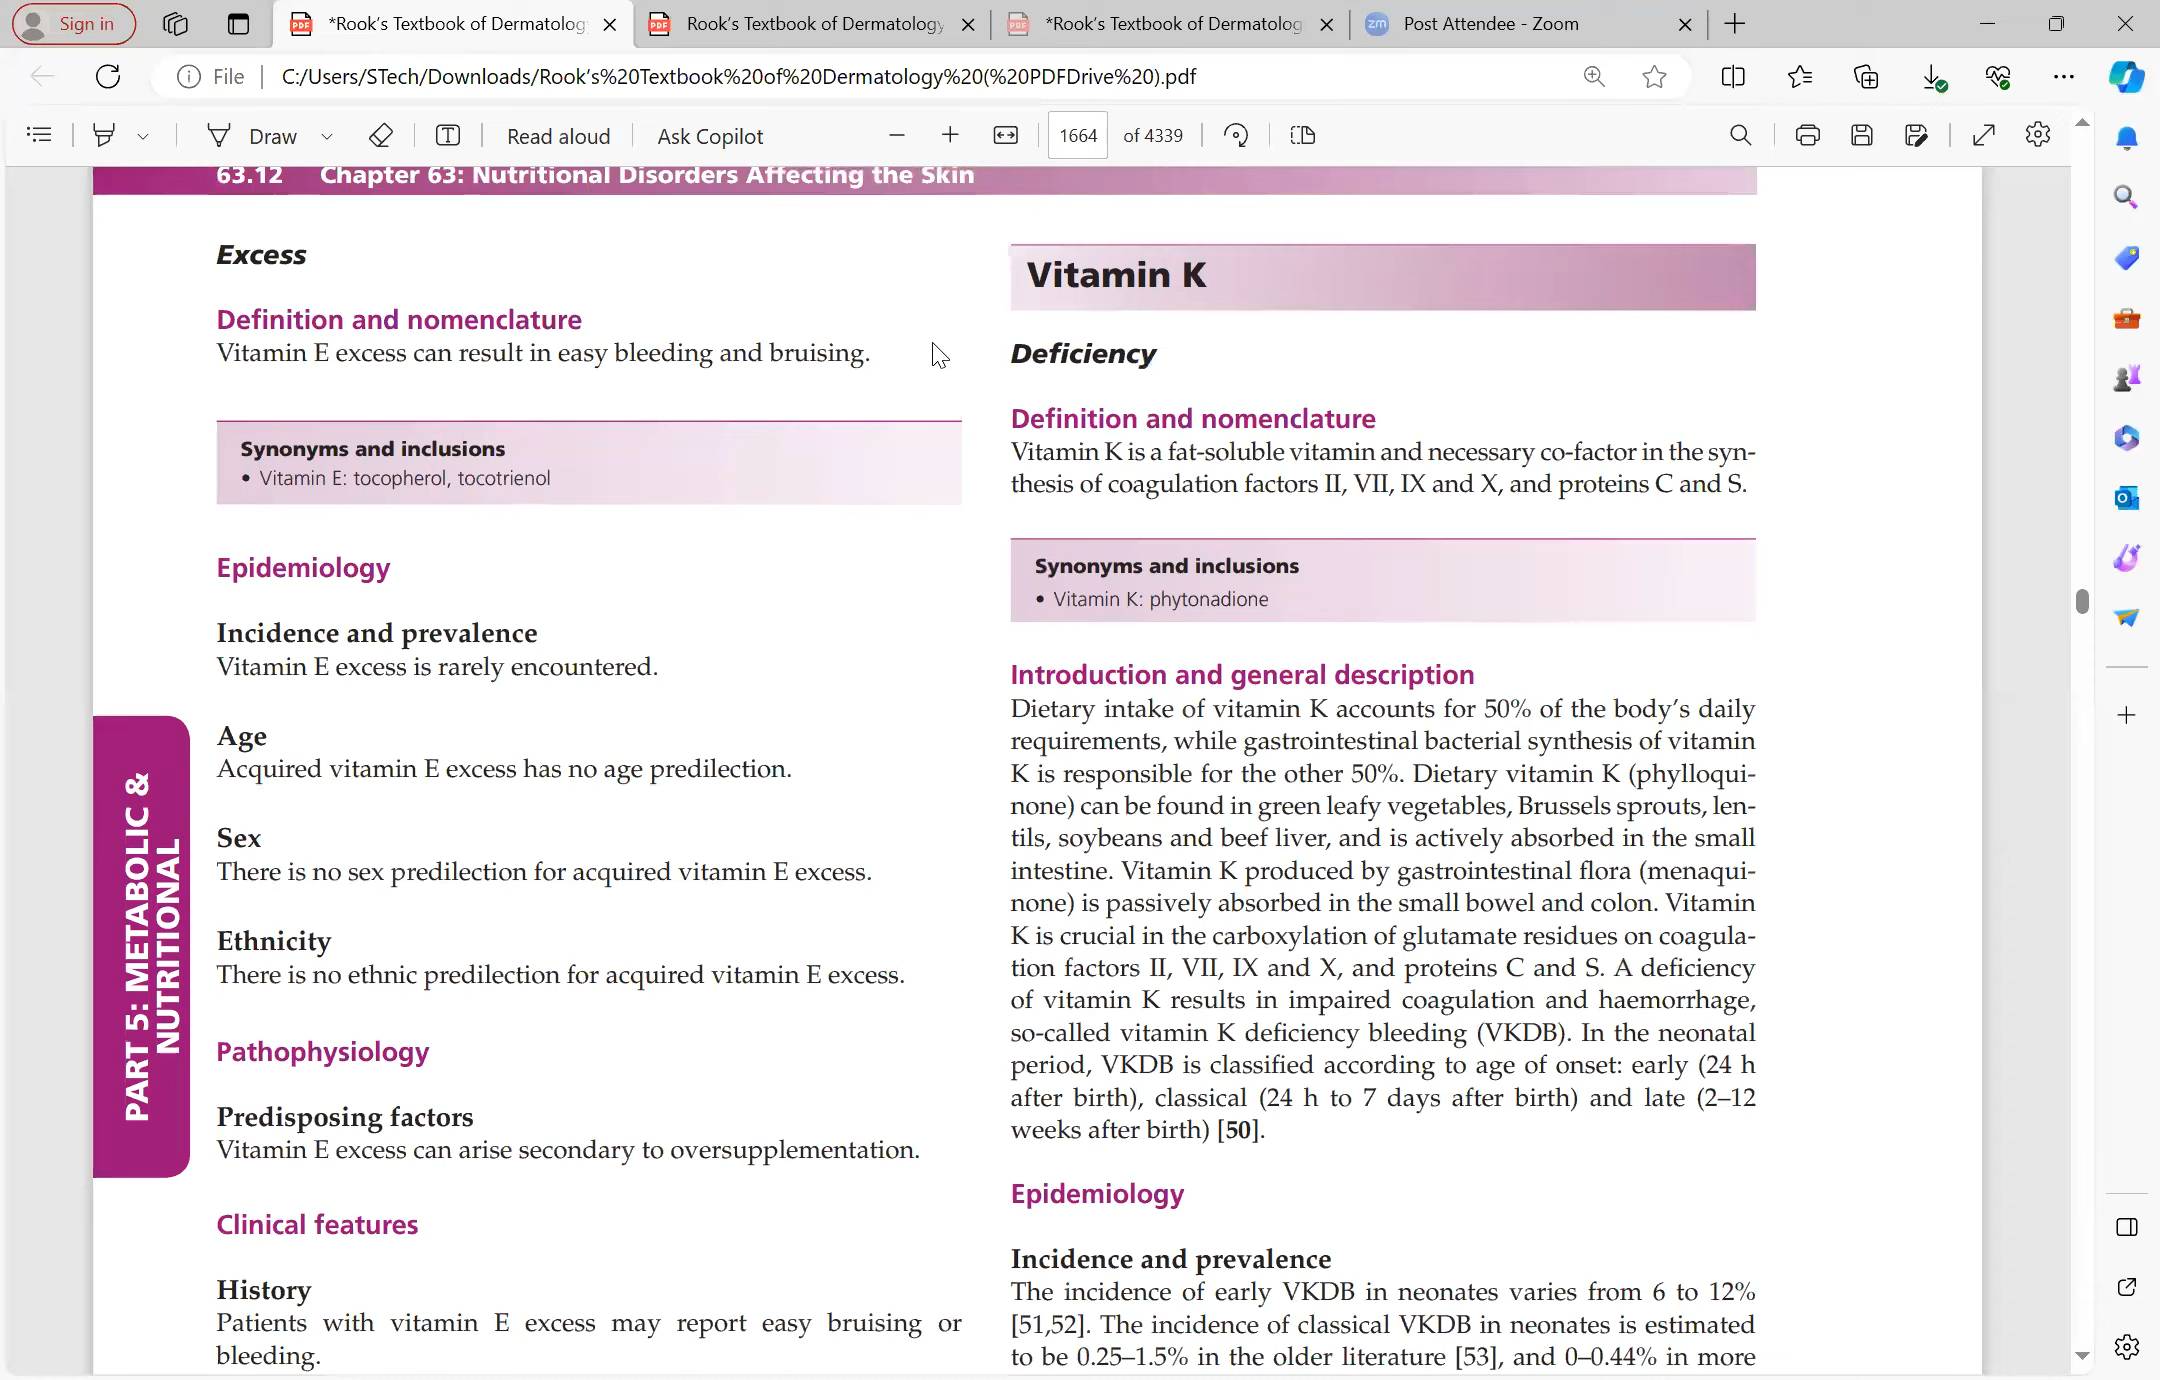 Sign in
*Rook's Textbook of Dermatolog
Rook's Textbook of Dermatology
*Rook's Textbook of Dermatolog
zm Post Attendee - Zoom
File
C:/Users/STech/Downloads/Rook's%20Textbook%20of%20Dermatology%20(%20PDFDrive%20).pdf
Draw
Read aloud
Ask Copilot
1664 of 4339
63.12 Chapter 63: Nutritional Disorders Affecting the Skin
Excess
Definition and nomenclature
Vitamin E excess can result in easy bleeding and bruising.
Synonyms and inclusions
• Vitamin E: tocopherol, tocotrienol
Epidemiology
Incidence and prevalence
Vitamin E excess is rarely encountered.
Age
Acquired vitamin E excess has no age predilection.
Sex
There is no sex predilection for acquired vitamin E excess.
Ethnicity
There is no ethnic predilection for acquired vitamin E excess.
Pathophysiology
Predisposing factors
Vitamin E excess can arise secondary to oversupplementation.
Clinical features
History
Patients with vitamin E excess may report easy bruising or
bleeding.
PART 5: METABOLIC &
NUTRITIONAL
Vitamin K
Deficiency
Definition and nomenclature
Vitamin K is a fat-soluble vitamin and necessary co-factor in the syn-
thesis of coagulation factors II, VII, IX and X, and proteins C and S.
Synonyms and inclusions
• Vitamin K: phytonadione
Introduction and general description
Dietary intake of vitamin K accounts for 50% of the body's daily
requirements, while gastrointestinal bacterial synthesis of vitamin
K is responsible for the other 50%. Dietary vitamin K (phylloqui-
none) can be found in green leafy vegetables, Brussels sprouts, len-
tils, soybeans and beef liver, and is actively absorbed in the small
intestine. Vitamin K produced by gastrointestinal flora (menaqui-
none) is passively absorbed in the small bowel and colon. Vitamin
K is crucial in the carboxylation of glutamate residues on coagula-
tion factors II, VII, IX and X, and proteins C and S. A deficiency
of vitamin K results in impaired coagulation and haemorrhage,
so-called vitamin K deficiency bleeding (VKDB). In the neonatal
period, VKDB is classified according to age of onset: early (24 h
after birth), classical (24 h to 7 days after birth) and late (2–12
weeks after birth) [50].
Epidemiology
Incidence and prevalence
The incidence of early VKDB in neonates varies from 6 to 12%
[51,52]. The incidence of classical VKDB in neonates is estimated
to be 0.25–1.5% in the older literature [53], and 0–0.44% in more